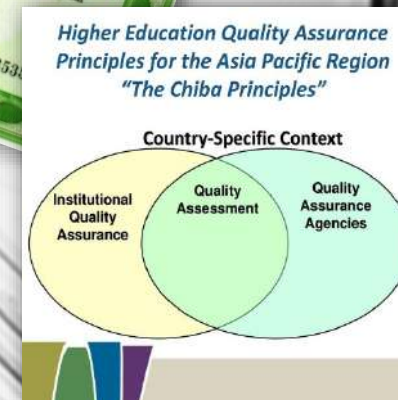 Higher Education Quality Assurance
Principles for the Asia Pacific Region
“The Chiba Principles”
Country-Specific Context
Institutional
Quality
Assurance
Quality
Assessment
Quality
Assurance
Agencies